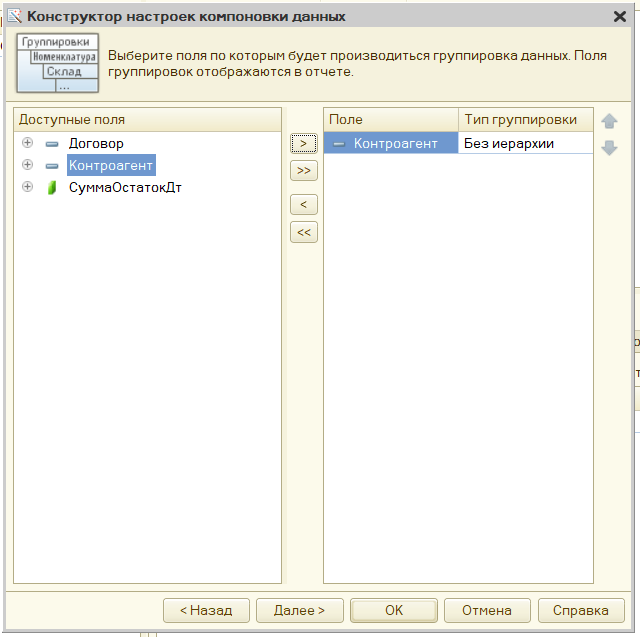 Конструктор настроек компоновки данных
Группировки
Номенклатура
Склад
...
Выберите поля по которым будет производиться группировка данных. Поля
группировок отображаются в отчете.
Доступные поля
Договор
Контроагент
СуммаОстатокДт
>
>>
<
<<
Поле Тип группировки
Контроагент Без иерархии
< Назад Далее > OK Отмена Справка